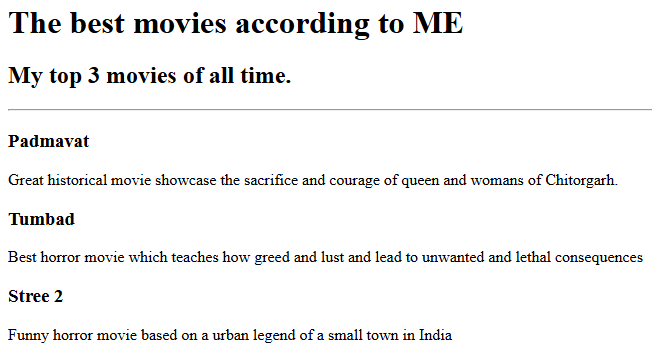 The best movies according to ME
My top 3 movies of all time.
Padmavat
Great historical movie showcase the sacrifice and courage of queen and womans of Chitorgarh.
Tumbad
Best horror movie which teaches how greed and lust and lead to unwanted and lethal consequences
Stree 2
Funny horror movie based on a urban legend of a small town in India